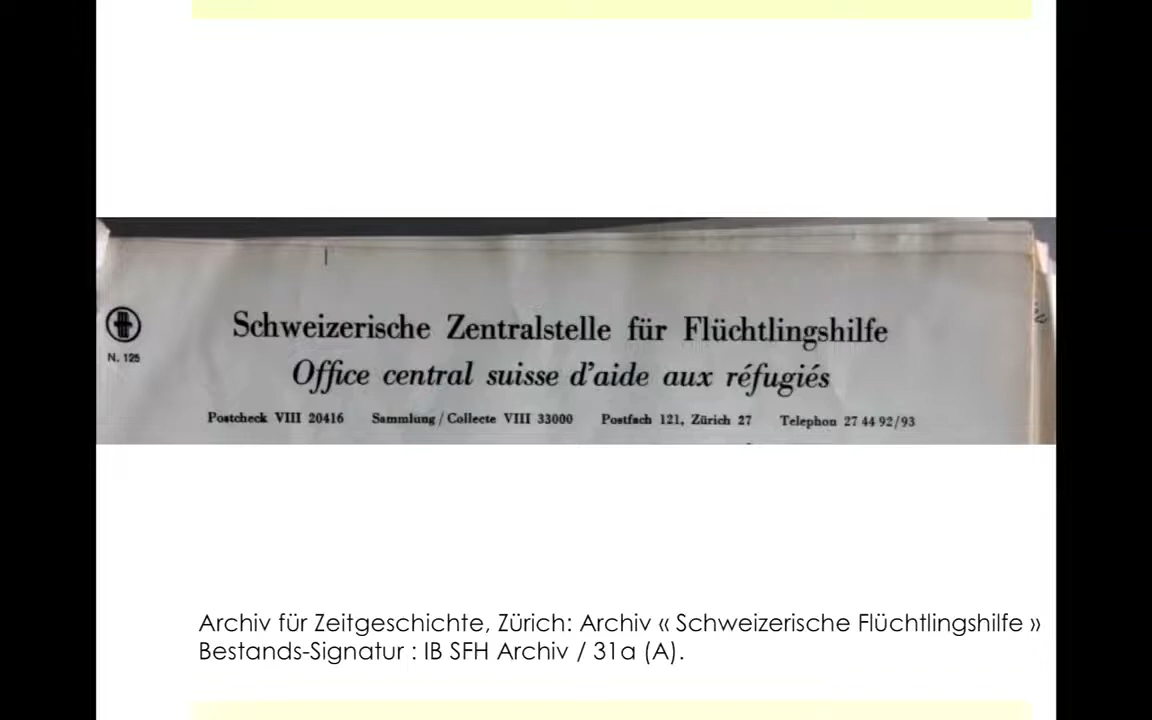 Schweizerische Zentralstelle für Flüchtlingshilfe
N. 125
Office central suisse d'aide aux réfugiés
Postcheck VIII 20416 Sammlung / Collecte VIII 33000 Postfach 121, Zürich 27 Telephon 27 44 92/93
Archiv für Zeitgeschichte, Zürich: Archiv « Schweizerische Flüchtlingshilfe »
Bestands-Signatur : IB SFH Archiv / 31a (A).